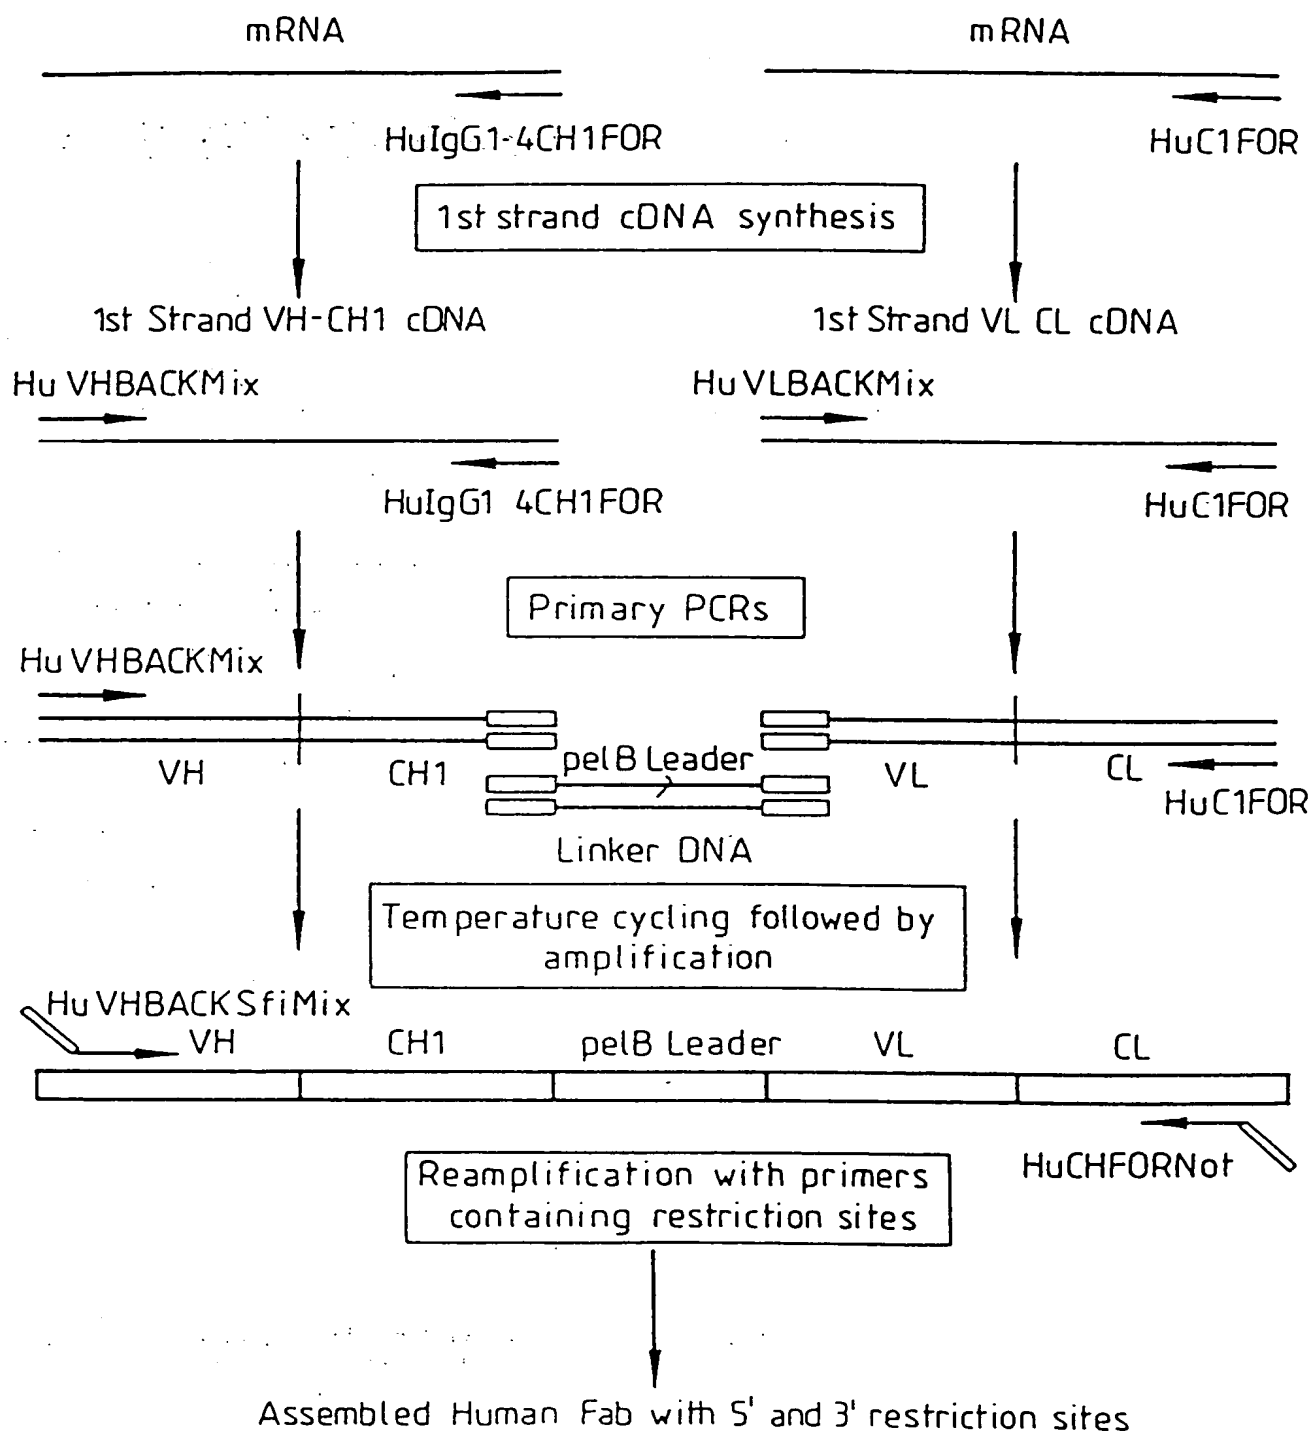 mRNA
mRNA
HuIgG1-4CH1FOR
HuC1FOR
1st strand cDNA synthesis
1st Strand VH-CH1 cDNA
1st Strand VL CL cDNA
Hu VHBACKMix
Hu VLBACKMix
HuIgG1 4CH1FOR
HuC1FOR
Primary PCRs
Hu VHBACKMix
VH
CH1
pelB Leader
VL
CL
HuC1FOR
Linker DNA
Temperature cycling followed by
amplification
Hu VHBACKSfiMix
VH
CH1
pelB Leader
VL
CL
HuCHFORNot
Reamplification with primers
containing restriction sites
Assembled Human Fab with 5' and 3' restriction sites